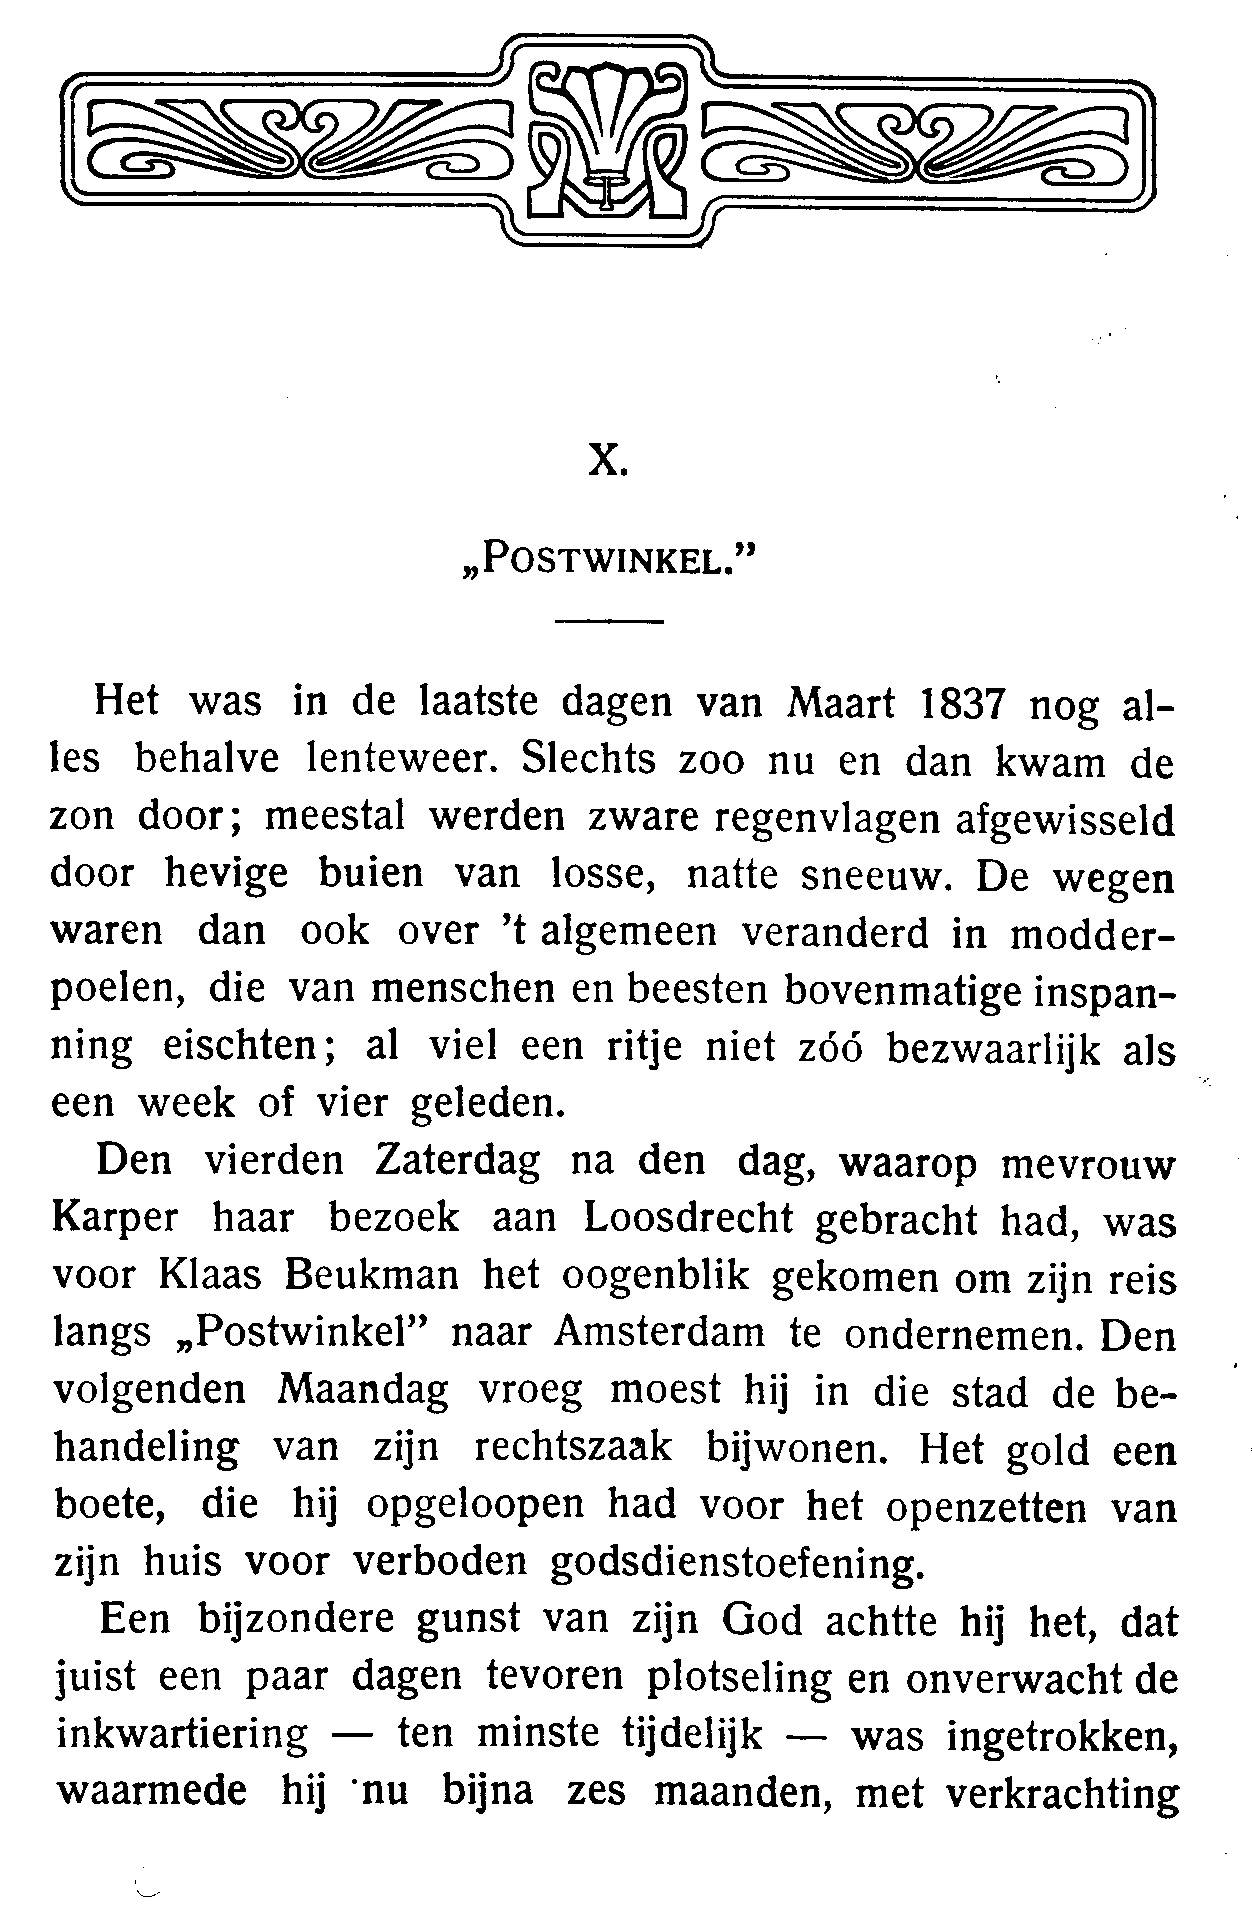 X.
„POSTWINKEL.”
Het was in de laatste dagen van Maart 1837 nog al-
les behalve lenteweer. Slechts zoo nu en dan kwam de
zon door; meestal werden zware regenvlagen afgewisseld
door hevige buien van losse, natte sneeuw. De wegen
waren dan ook over ’t algemeen veranderd in modder-
poelen, die van menschen en beesten bovenmatige inspan-
ning eischten; al viel een ritje niet zóó bezwaarlijk als
een week of vier geleden.
Den vierden Zaterdag na den dag, waarop mevrouw
Karper haar bezoek aan Loosdrecht gebracht had, was
voor Klaas Beukman het oogenblik gekomen om zijn reis
langs „Postwinkel” naar Amsterdam te ondernemen. Den
volgenden Maandag vroeg moest hij in die stad de be-
handeling van zijn rechtszaak bijwonen. Het gold een
boete, die hij opgeloopen had voor het openzetten van
zijn huis voor verboden godsdienstoefening.
Een bijzondere gunst van zijn God achtte hij het, dat
juist een paar dagen tevoren plotseling en onverwacht de
inkwartiering — ten minste tijdelijk — was ingetrokken,
waarmede hij nu bijna zes maanden, met verkrachting